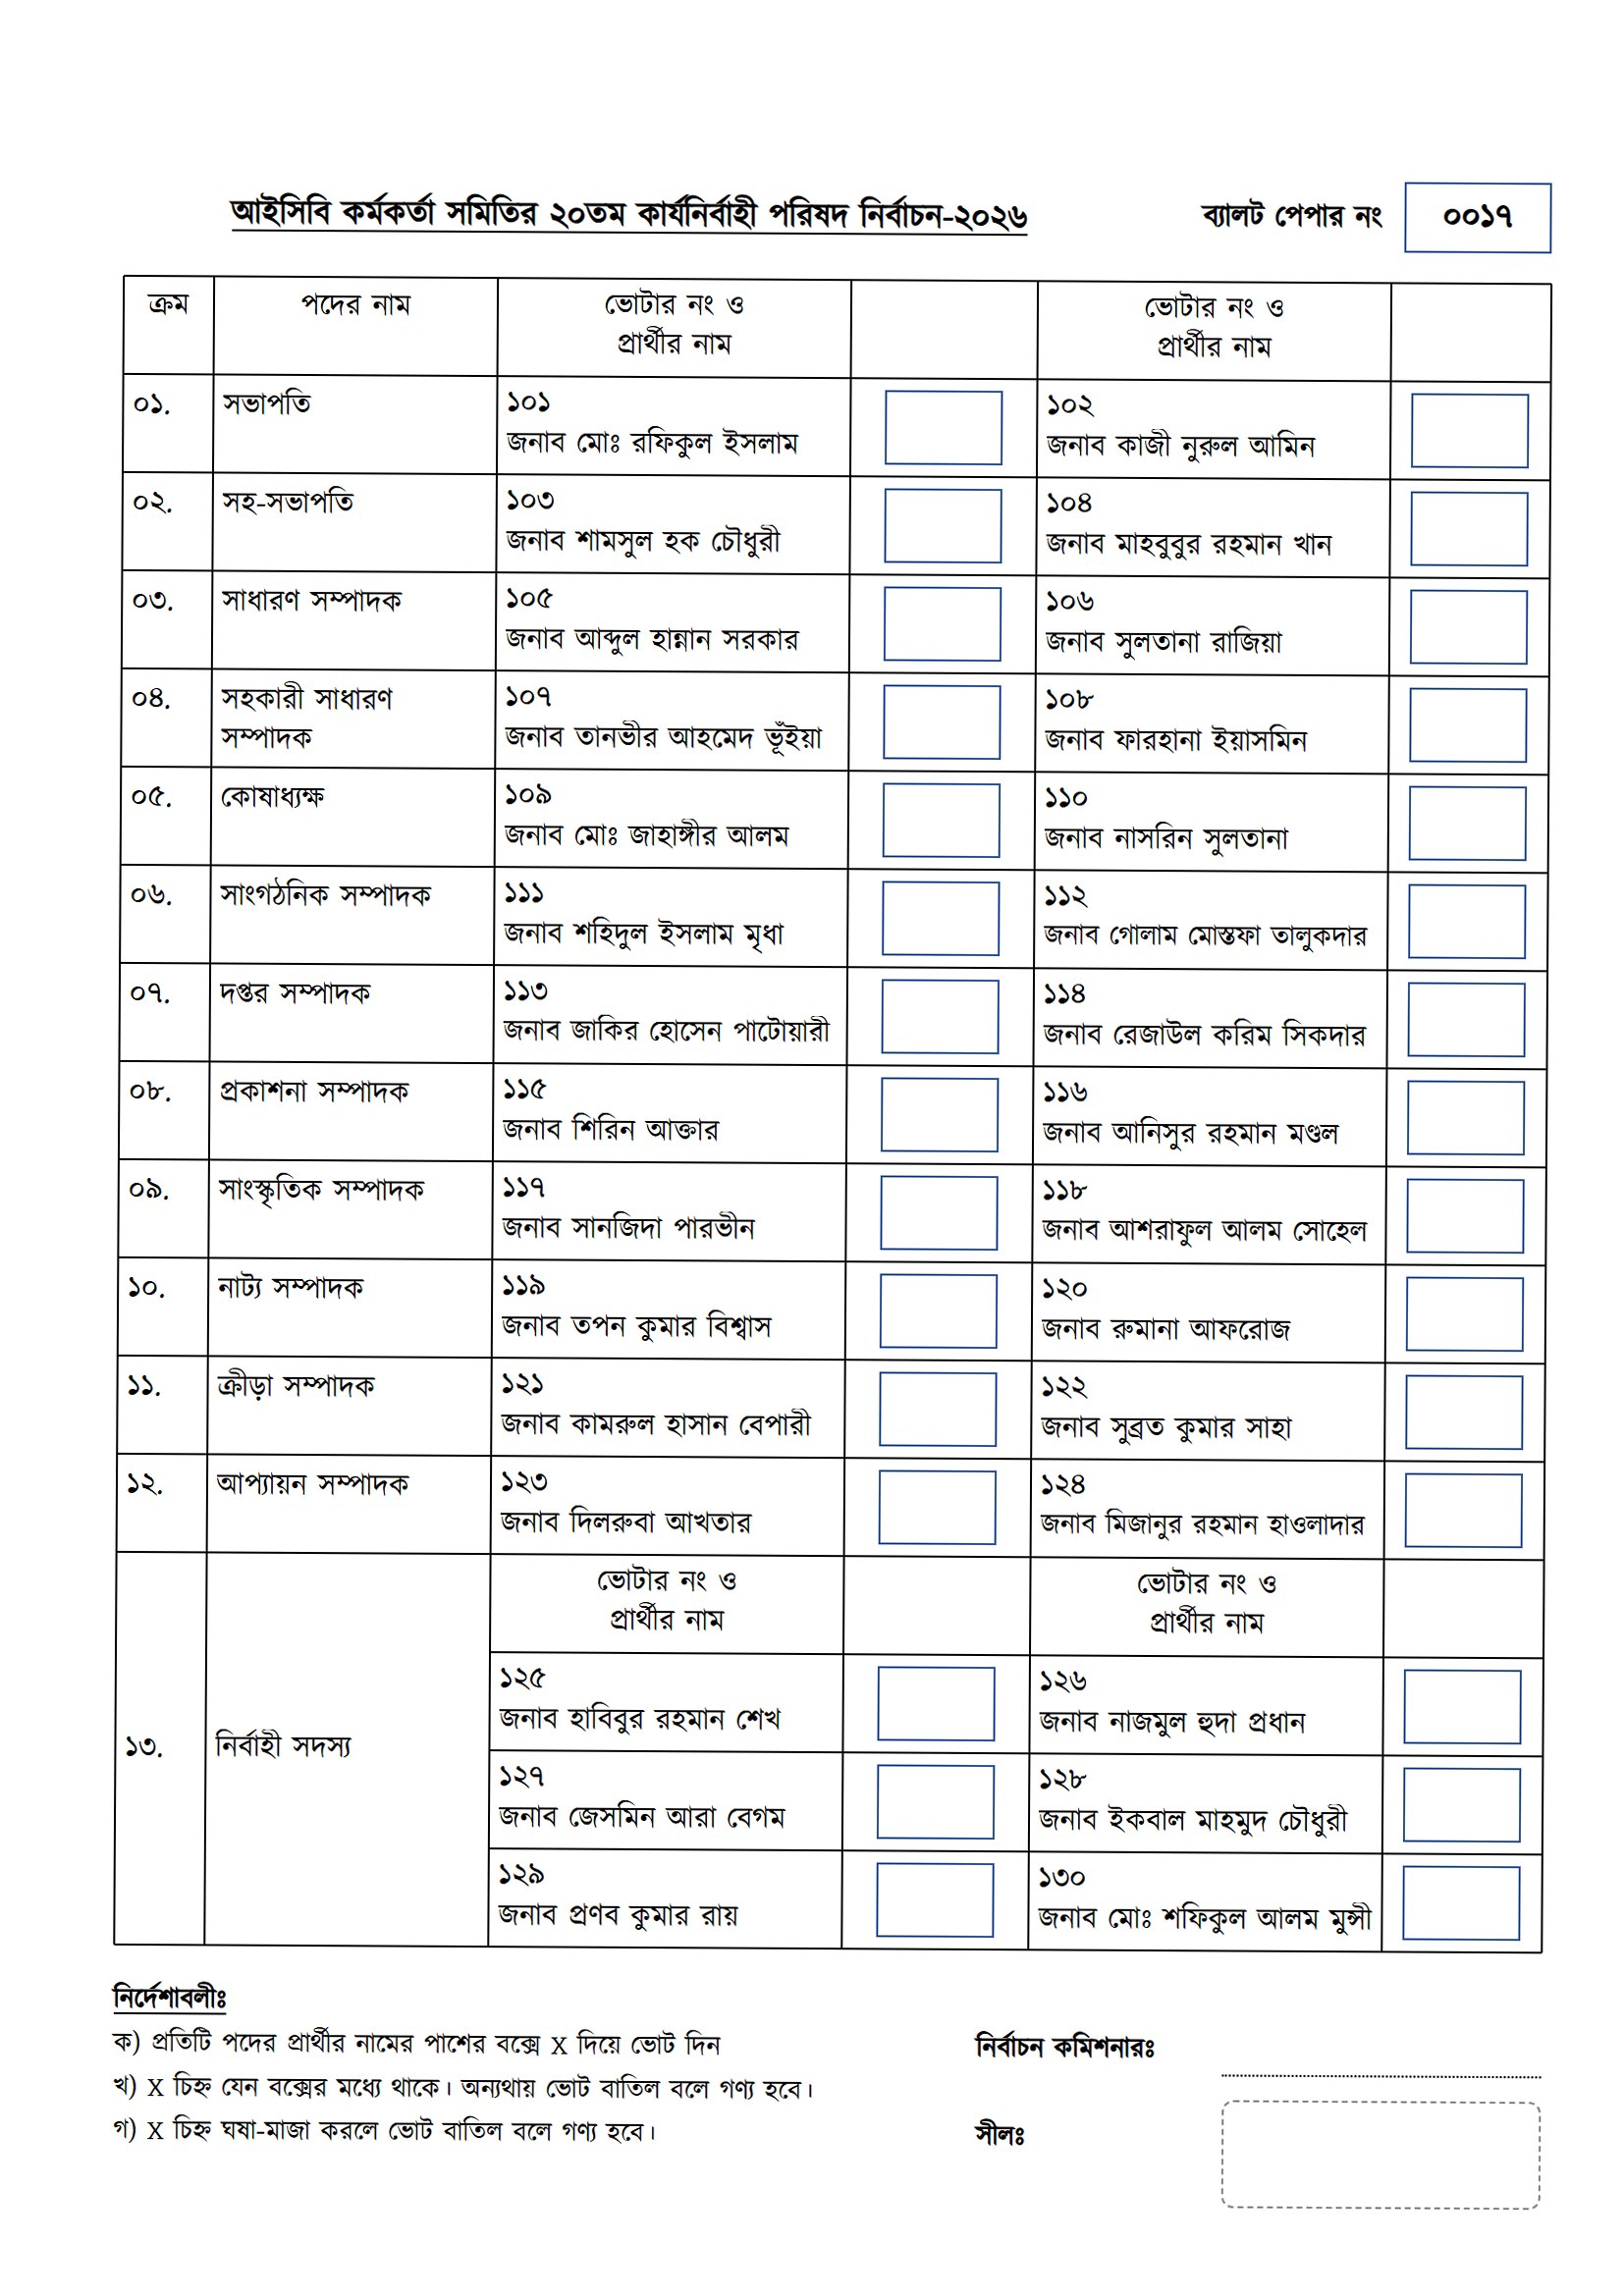 আইসিবি কর্মকর্তা সমিতির ২০তম কার্যনির্বাহী পরিষদ নির্বাচন-২০২৬ ব্যালট পেপার নং ০০১৭
ক্রম পদের নাম ভোটার নং ও ভোটার নং ও
প্রার্থীর নাম প্রার্থীর নাম
০১. সভাপতি ১০১ ১০২
জনাব মোঃ রফিকুল ইসলাম জনাব কাজী নুরুল আমিন
০২. সহ-সভাপতি ১০৩ ১০৪
জনাব শামসুল হক চৌধুরী জনাব মাহবুবুর রহমান খান
০৩. সাধারণ সম্পাদক ১০৫ ১০৬
জনাব আব্দুল হান্নান সরকার জনাব সুলতানা রাজিয়া
০৪. সহকারী সাধারণ ১০৭ ১০৮
সম্পাদক জনাব তানভীর আহমেদ ভূঁইয়া জনাব ফারহানা ইয়াসমিন
০৫. কোষাধ্যক্ষ ১০৯ ১১০
জনাব মোঃ জাহাঙ্গীর আলম জনাব নাসরিন সুলতানা
০৬. সাংগঠনিক সম্পাদক ১১১ ১১২
জনাব শহিদুল ইসলাম মৃধা জনাব গোলাম মোস্তফা তালুকদার
০৭. দপ্তর সম্পাদক ১১৩ ১১৪
জনাব জাকির হোসেন পাটোয়ারী জনাব রেজাউল করিম সিকদার
০৮. প্রকাশনা সম্পাদক ১১৫ ১১৬
জনাব শিরিন আক্তার জনাব আনিসুর রহমান মণ্ডল
০৯. সাংস্কৃতিক সম্পাদক ১১৭ ১১৮
জনাব সানজিদা পারভীন জনাব আশরাফুল আলম সোহেল
১০. নাট্য সম্পাদক ১১৯ ১২০
জনাব তপন কুমার বিশ্বাস জনাব রুমানা আফরোজ
১১. ক্রীড়া সম্পাদক ১২১ ১২২
জনাব কামরুল হাসান বেপারী জনাব সুব্রত কুমার সাহা
১২. আপ্যায়ন সম্পাদক ১২৩ ১২৪
জনাব দিলরুবা আখতার জনাব মিজানুর রহমান হাওলাদার
ভোটার নং ও ভোটার নং ও
প্রার্থীর নাম প্রার্থীর নাম
১২৫ ১২৬
১৩. নির্বাহী সদস্য জনাব হাবিবুর রহমান শেখ জনাব নাজমুল হুদা প্রধান
১২৭ ১২৮
জনাব জেসমিন আরা বেগম জনাব ইকবাল মাহমুদ চৌধুরী
১২৯ ১৩০
জনাব প্রণব কুমার রায় জনাব মোঃ শফিকুল আলম মুন্সী
নির্দেশাবলীঃ
ক) প্রতিটি পদের প্রার্থীর নামের পাশের বক্সে X দিয়ে ভোট দিন নির্বাচন কমিশনারঃ
খ) X চিহ্ন যেন বক্সের মধ্যে থাকে। অন্যথায় ভোট বাতিল বলে গণ্য হবে।
গ) X চিহ্ন ঘষা-মাজা করলে ভোট বাতিল বলে গণ্য হবে। সীলঃ